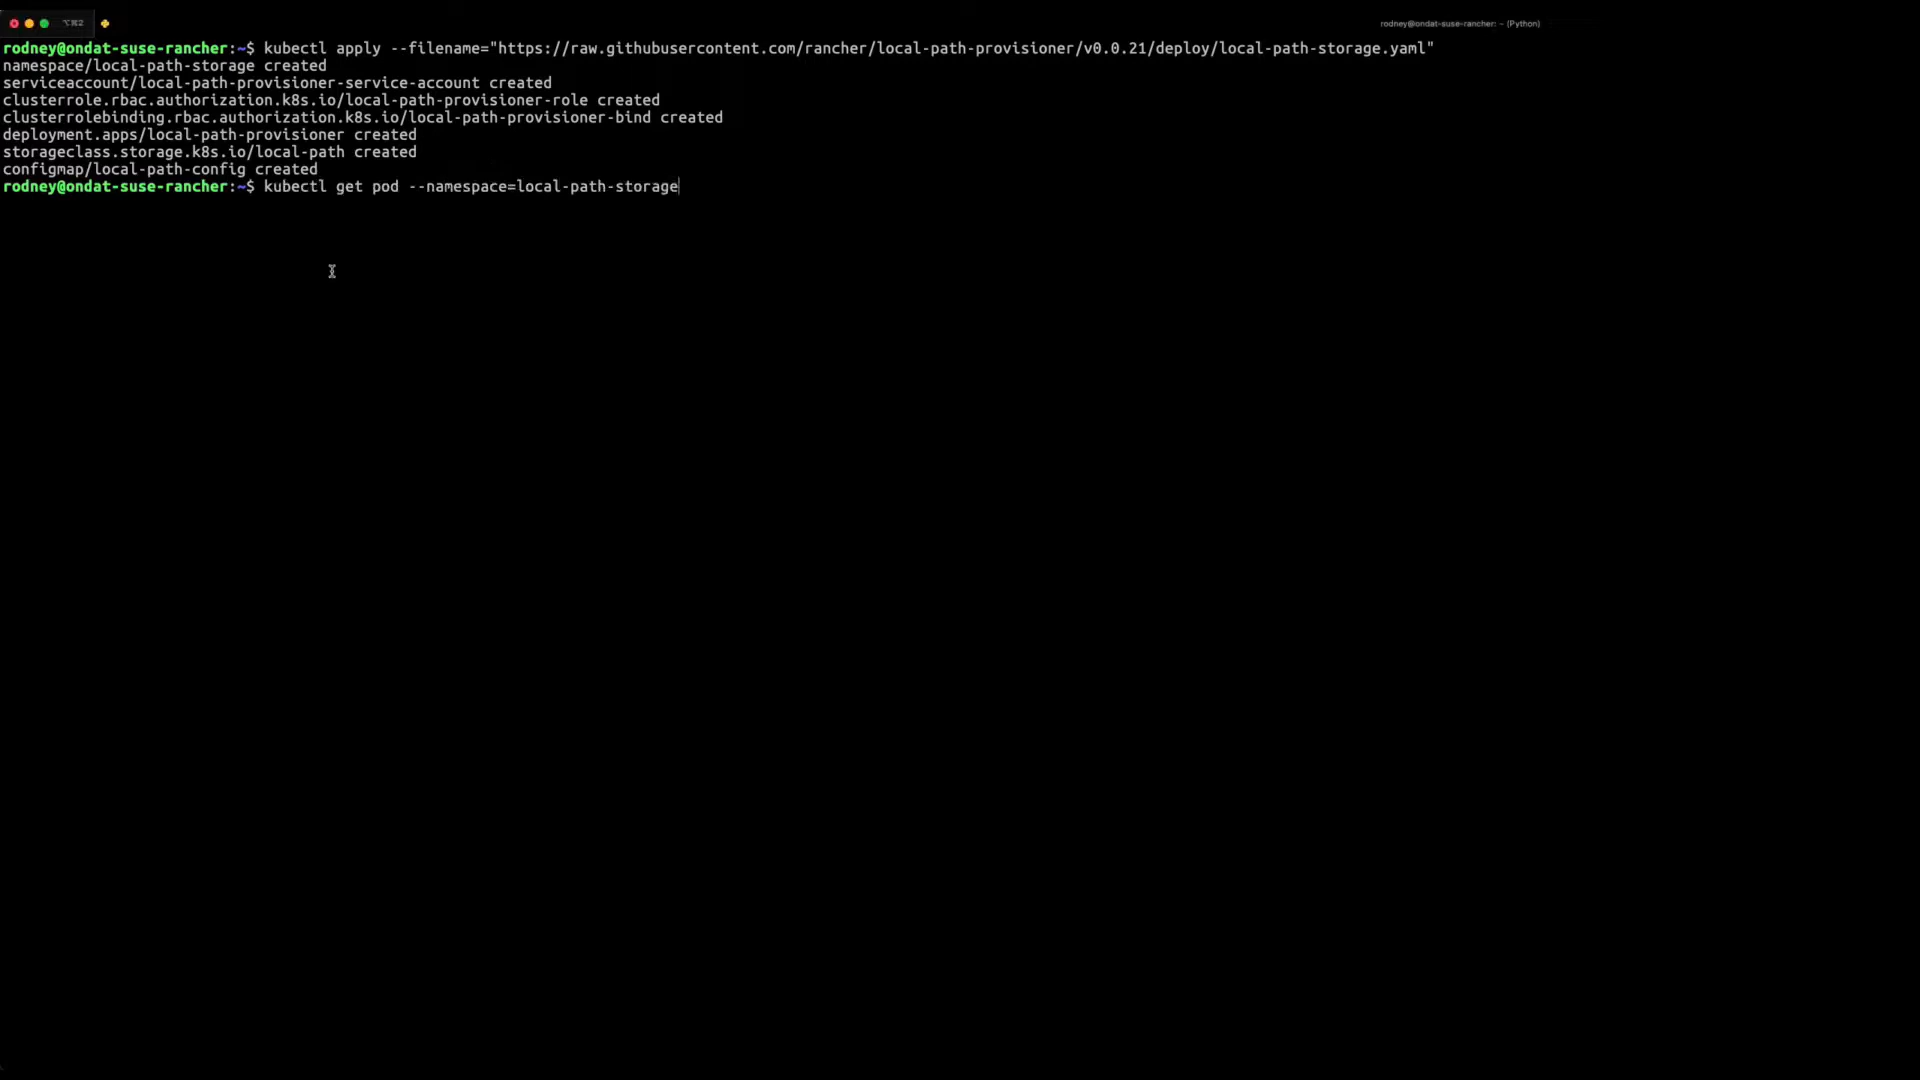 ⌥⌘2
rodney@ondat-suse-rancher: ~ (Python)
rodney@ondat-suse-rancher:~$ kubectl apply --filename="https://raw.githubusercontent.com/rancher/local-path-provisioner/v0.0.21/deploy/local-path-storage.yaml"
namespace/local-path-storage created
serviceaccount/local-path-provisioner-service-account created
clusterrole.rbac.authorization.k8s.io/local-path-provisioner-role created
clusterrolebinding.rbac.authorization.k8s.io/local-path-provisioner-bind created
deployment.apps/local-path-provisioner created
storageclass.storage.k8s.io/local-path created
configmap/local-path-config created
rodney@ondat-suse-rancher:~$ kubectl get pod --namespace=local-path-storage